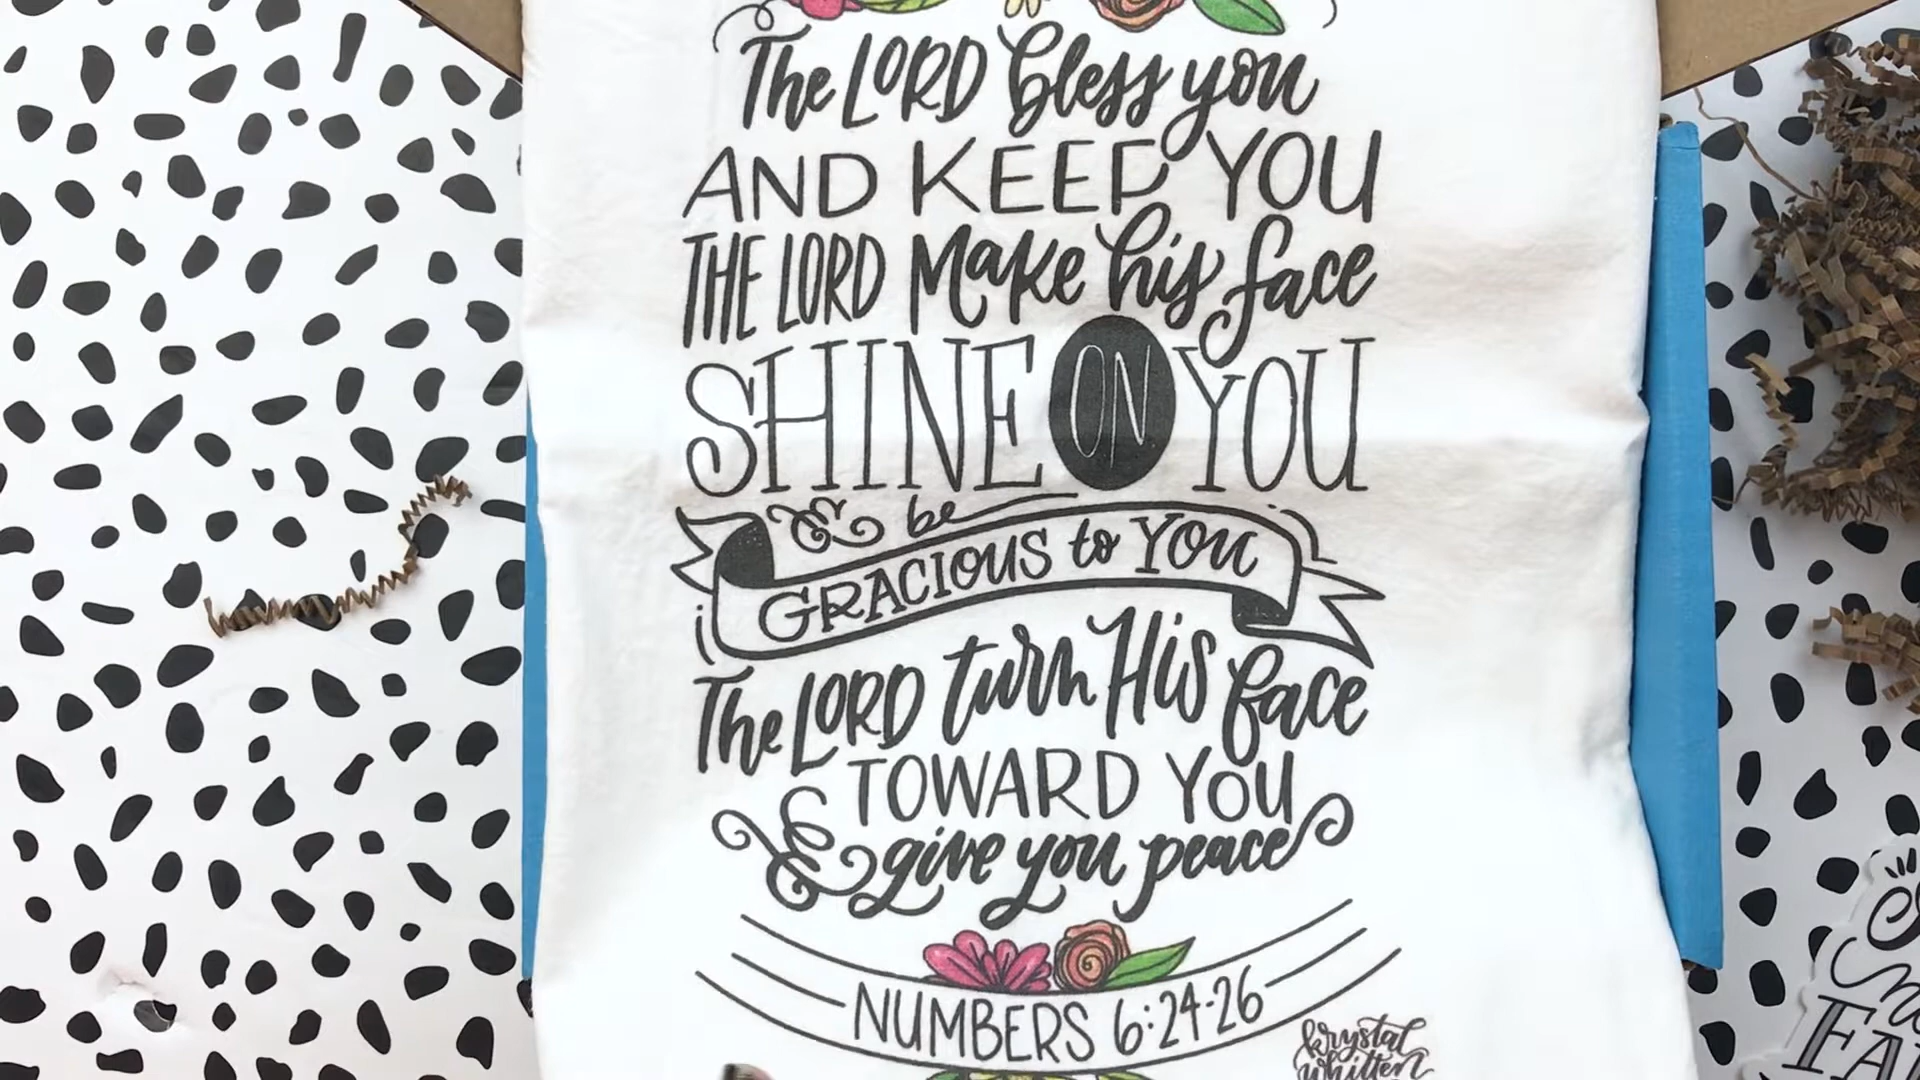 The LORD bless you
AND KEEP YOU
THE LORD Make his face
SHINE ON YOU
& be
GRACIOUS to YOU
The LORD turn His face
TOWARD YOU
& give you peace
NUMBERS 6:24-26
krystal
whitten